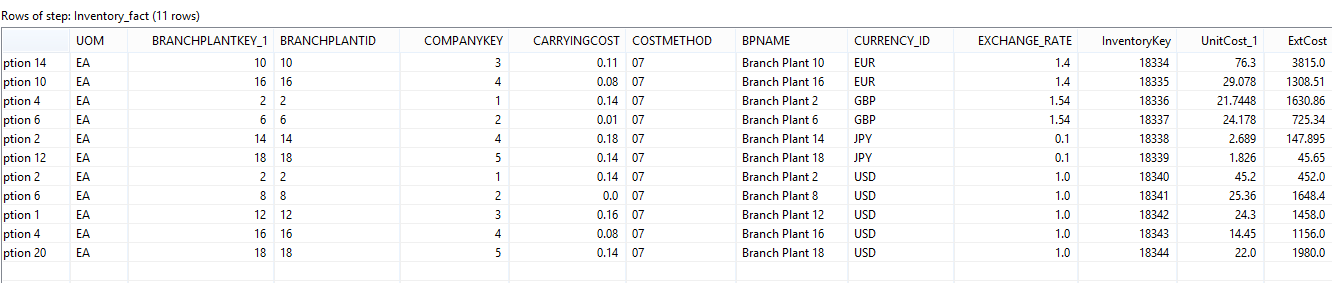 Rows of step: Inventory_fact (11 rows)
UOM BRANCHPLANTKEY_1 BRANCHPLANTID COMPANYKEY CARRYINGCOST COSTMETHOD BPNAME CURRENCY_ID EXCHANGE_RATE InventoryKey UnitCost_1 ExtCost
ption 14 EA 10 10 3 0.11 07 Branch Plant 10 EUR 1.4 18334 76.3 3815.0
ption 10 EA 16 16 4 0.08 07 Branch Plant 16 EUR 1.4 18335 29.078 1308.51
ption 4 EA 2 2 1 0.14 07 Branch Plant 2 GBP 1.54 18336 21.7448 1630.86
ption 6 EA 6 6 2 0.01 07 Branch Plant 6 GBP 1.54 18337 24.178 725.34
ption 2 EA 14 14 4 0.18 07 Branch Plant 14 JPY 0.1 18338 2.689 147.895
ption 12 EA 18 18 5 0.14 07 Branch Plant 18 JPY 0.1 18339 1.826 45.65
ption 2 EA 2 2 1 0.14 07 Branch Plant 2 USD 1.0 18340 45.2 452.0
ption 6 EA 8 8 2 0.0 07 Branch Plant 8 USD 1.0 18341 25.36 1648.4
ption 1 EA 12 12 3 0.16 07 Branch Plant 12 USD 1.0 18342 24.3 1458.0
ption 4 EA 16 16 4 0.08 07 Branch Plant 16 USD 1.0 18343 14.45 1156.0
ption 20 EA 18 18 5 0.14 07 Branch Plant 18 USD 1.0 18344 22.0 1980.0